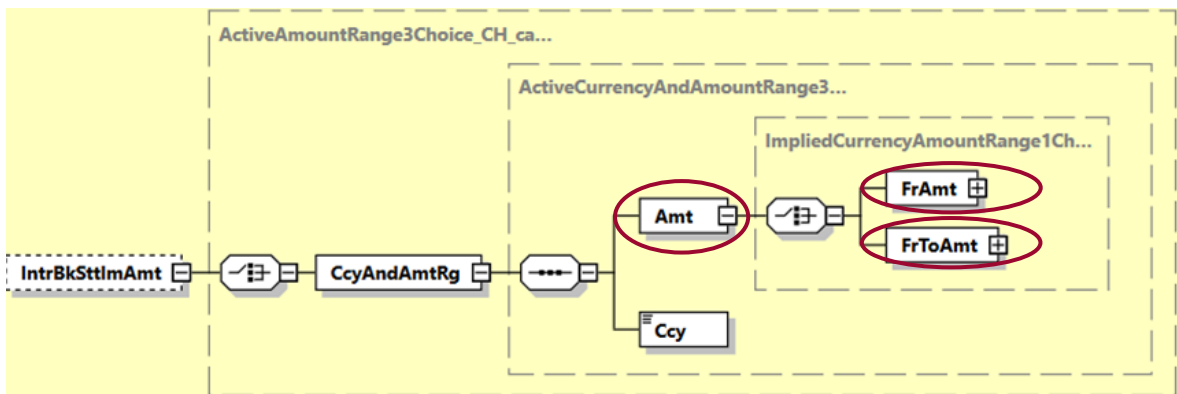 ActiveAmountRange3Choice_CH_ca...
ActiveCurrencyAndAmountRange3...
ImpliedCurrencyAmountRange1Ch...
FrAmt
Amt
FrToAmt
IntrBkSttlmAmt
CcyAndAmtRg
Ccy